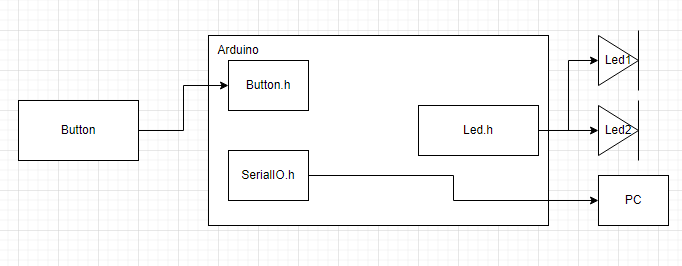 Arduino
Button.h
Led1
Button
Led.h
Led2
SerialIO.h
PC